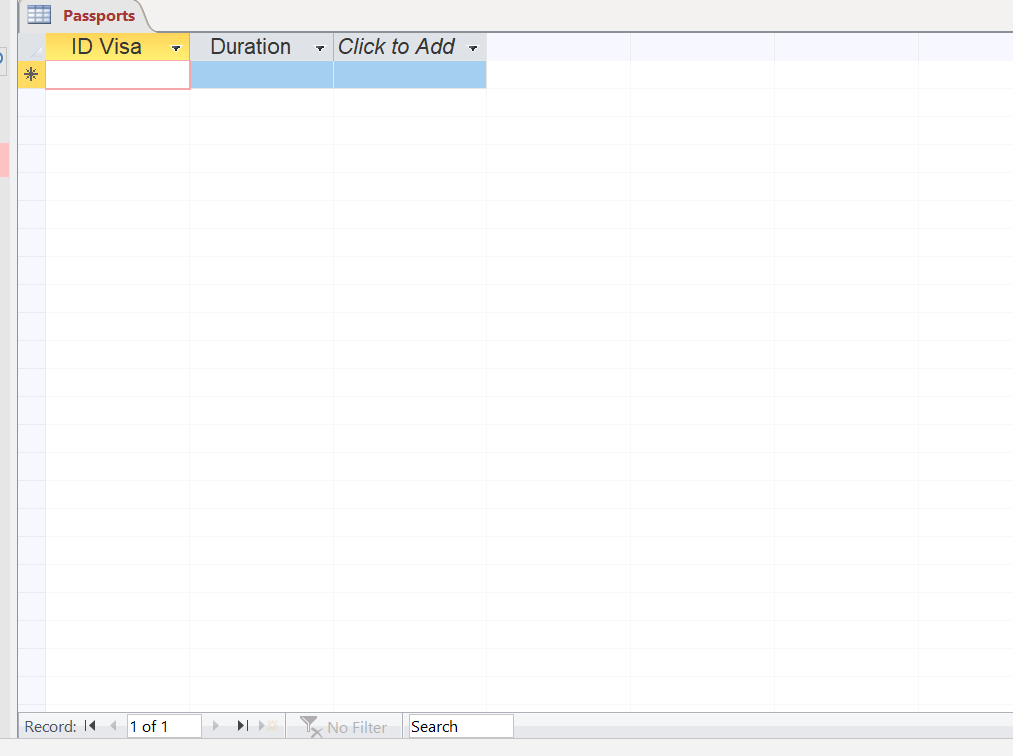 Passports
ID Visa Duration Click to Add
Record: 1 of 1 No Filter Search